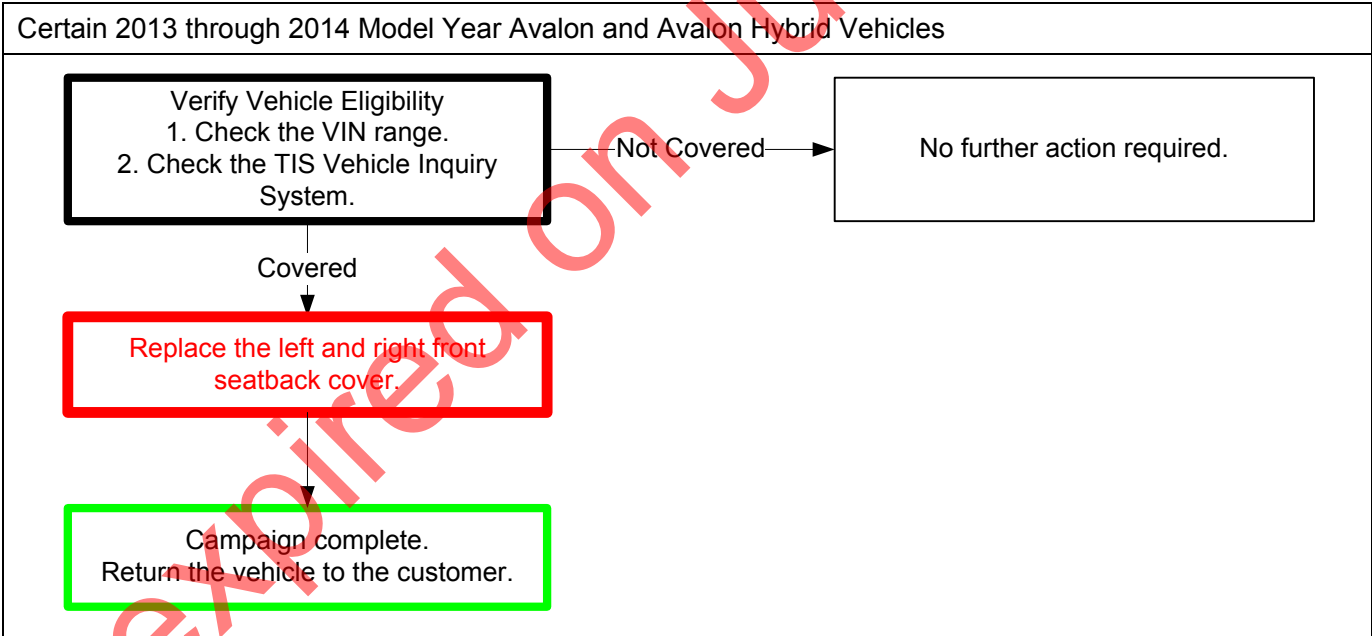 Certain 2013 through 2014 Model Year Avalon and Avalon Hybrid Vehicles
Verify Vehicle Eligibility
1. Check the VIN range.
2. Check the TIS Vehicle Inquiry
System.
Not Covered
No further action required.
Covered
Replace the left and right front
seatback cover.
Campaign complete.
Return the vehicle to the customer.
expired on